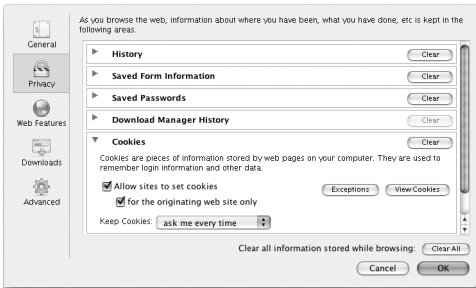 As you browse the web, information about where you have been, what you have done, etc is kept in the
following areas.
General
Privacy
Web Features
Downloads
Advanced
History
Clear
Saved Form Information
Clear
Saved Passwords
Clear
Download Manager History
Clear
Cookies
Clear
Cookies are pieces of information stored by web pages on your computer. They are used to
remember login information and other data.
Allow sites to set cookies
Exceptions
View Cookies
for the originating web site only
Keep Cookies: ask me every time
Clear all information stored while browsing: Clear All
Cancel
OK